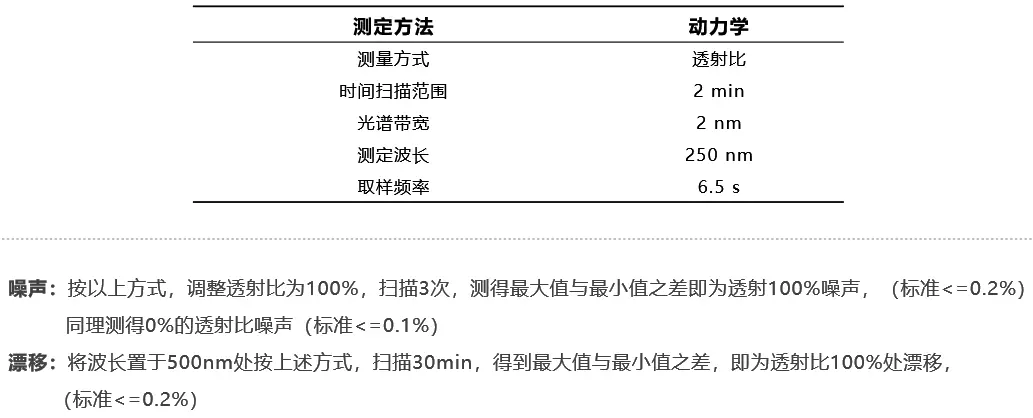 测定方法 动力学
测量方式 透射比
时间扫描范围 2 min
光谱带宽 2 nm
测定波长 250 nm
取样频率 6.5 s
噪声：按以上方式，调整透射比为100%，扫描3次，测得最大值与最小值之差即为透射100%噪声，（标准<=0.2%）
同理测得0%的透射比噪声（标准<=0.1%）
漂移：将波长置于500nm处按上述方式，扫描30min，得到最大值与最小值之差，即为透射比100%处漂移，
（标准<=0.2%）